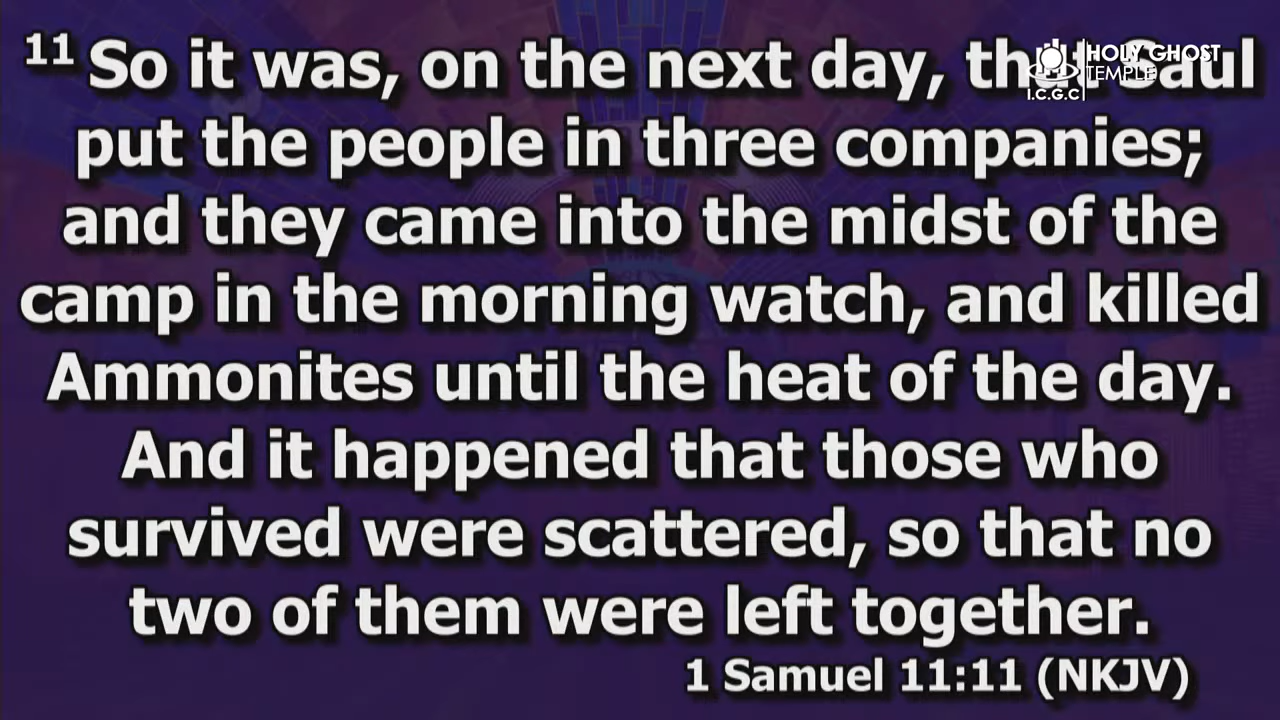 11 So it was, on the next day, that Saul
put the people in three companies;
and they came into the midst of the
camp in the morning watch, and killed
Ammonites until the heat of the day.
And it happened that those who
survived were scattered, so that no
two of them were left together.
1 Samuel 11:11 (NKJV)
HOLY GHOST
TEMPLE
I.C.G.C